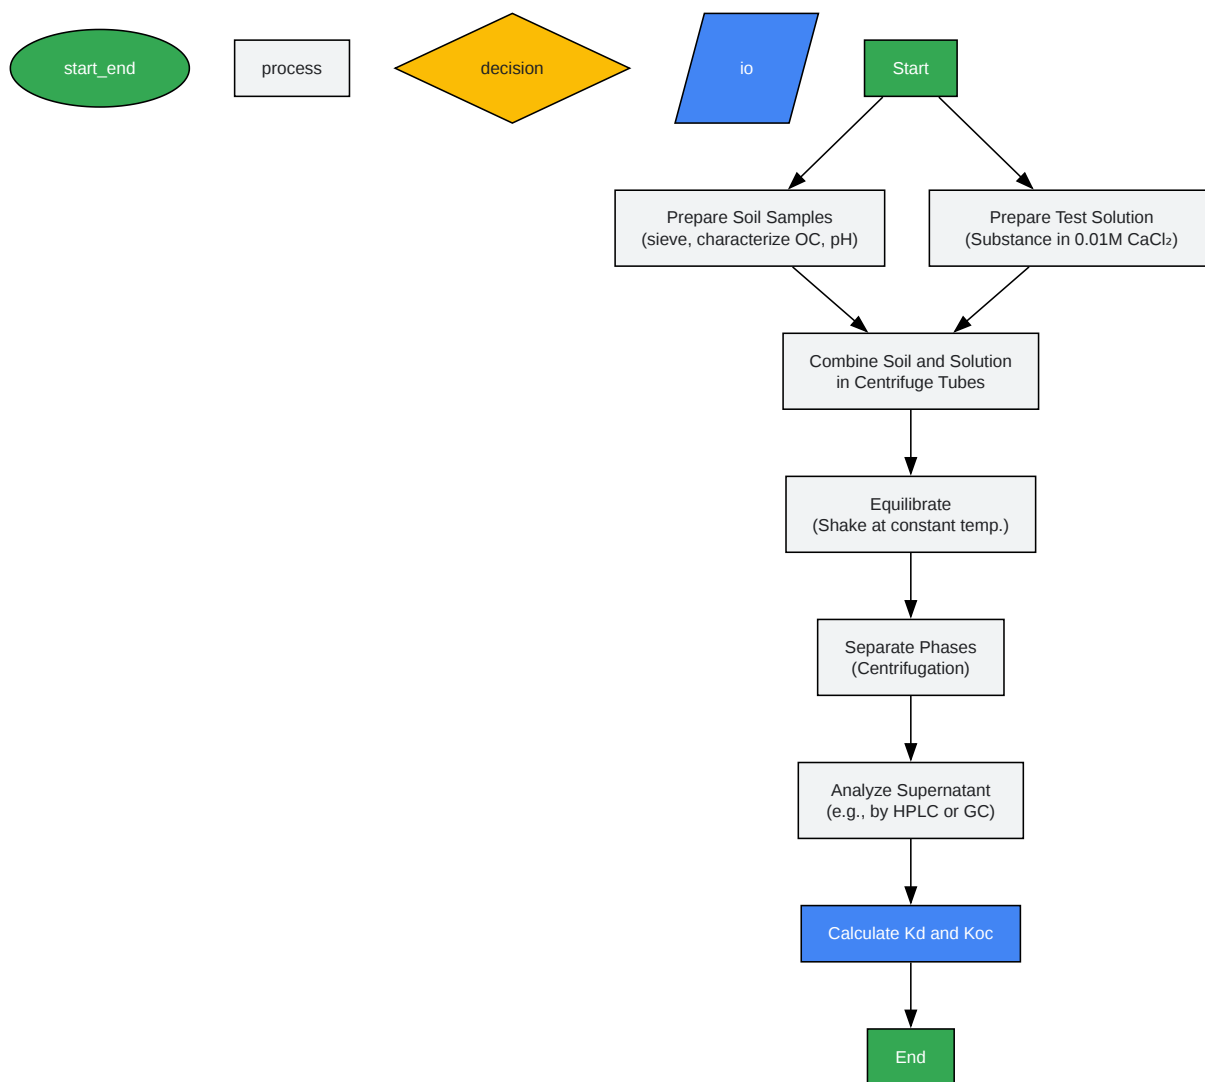 start_end
process
decision
io
Start
Prepare Soil Samples
(sieve, characterize OC, pH)
Prepare Test Solution
(Substance in 0.01M CaCl₂)
Combine Soil and Solution
in Centrifuge Tubes
Equilibrate
(Shake at constant temp.)
Separate Phases
(Centrifugation)
Analyze Supernatant
(e.g., by HPLC or GC)
Calculate Kd and Koc
End